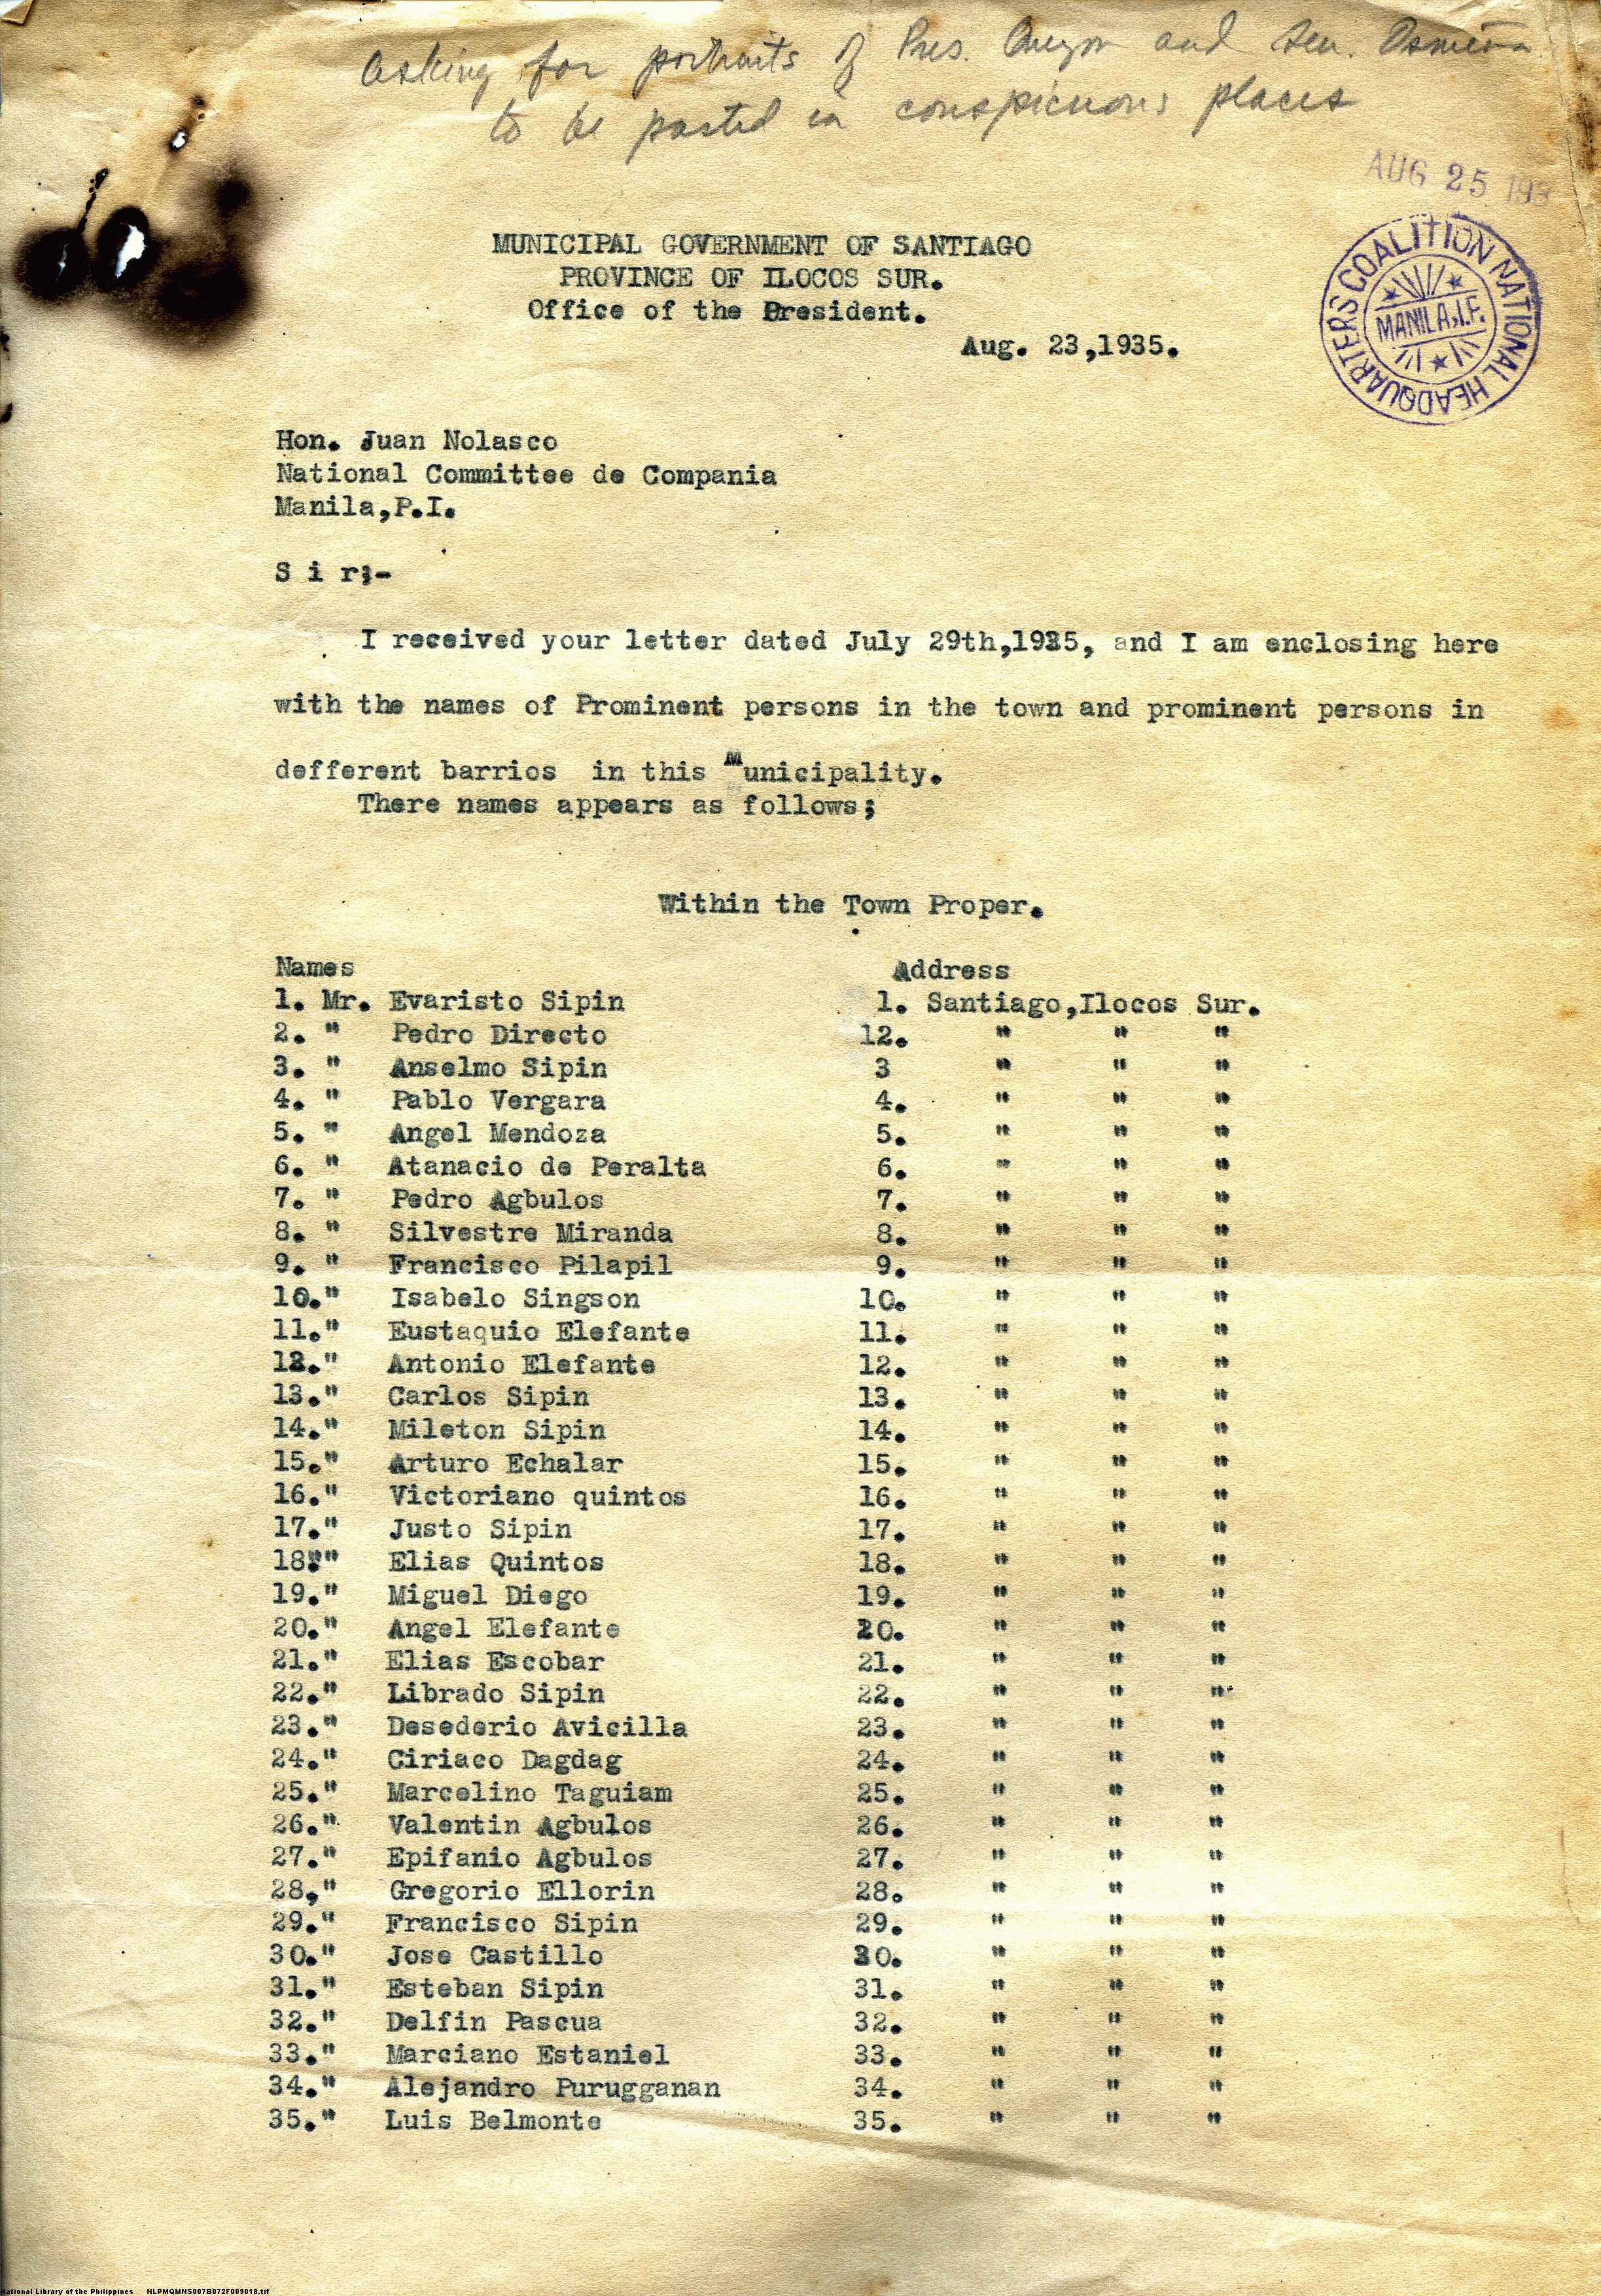 asking for portraits of Pres. Quezon and Sen. Osmeña
to be posted in conspicuous places
AUG 25 193
COALITION NATIONAL HEADQUARTERS
MANILA, I.F.
MUNICIPAL GOVERNMENT OF SANTIAGO
PROVINCE OF ILOCOS SUR.
Office of the President.
Aug. 23,1935.
Hon. Juan Nolasco
National Committee de Compania
Manila,P.I.
S i r;-
I received your letter dated July 29th,1935, and I am enclosing here
with the names of Prominent persons in the town and prominent persons in
defferent barrios in this Municipality.
There names appears as follows;
Within the Town Proper.
Names Address
1. Mr. Evaristo Sipin 1. Santiago,Ilocos Sur.
2. " Pedro Directo 12. " " "
3. " Anselmo Sipin 3 " " "
4. " Pablo Vergara 4. " " "
5. " Angel Mendoza 5. " " "
6. " Atanacio de Peralta 6. " " "
7. " Pedro Agbulos 7. " " "
8. " Silvestre Miranda 8. " " "
9. " Francisco Pilapil 9. " " "
10." Isabelo Singson 10. " " "
11." Eustaquio Elefante 11. " " "
12." Antonio Elefante 12. " " "
13." Carlos Sipin 13. " " "
14." Mileton Sipin 14. " " "
15." Arturo Echalar 15. " " "
16." Victoriano quintos 16. " " "
17." Justo Sipin 17. " " "
18." Elias Quintos 18. " " "
19." Miguel Diego 19. " " "
20." Angel Elefante 20. " " "
21." Elias Escobar 21. " " "
22." Librado Sipin 22. " " "
23." Desederio Avicilla 23. " " "
24." Ciriaco Dagdag 24. " " "
25." Marcelino Taguiam 25. " " "
26." Valentin Agbulos 26. " " "
27." Epifanio Agbulos 27. " " "
28," Gregorio Ellorin 28. " " "
29." Francisco Sipin 29. " " "
30." Jose Castillo 30. " " "
31." Esteban Sipin 31. " " "
32." Delfin Pascua 32. " " "
33." Marciano Estaniel 33. " " "
34." Alejandro Purugganan 34. " " "
35." Luis Belmonte 35. " " "
National Library of the Philippines NLPMQMNS007B072F009018.tif